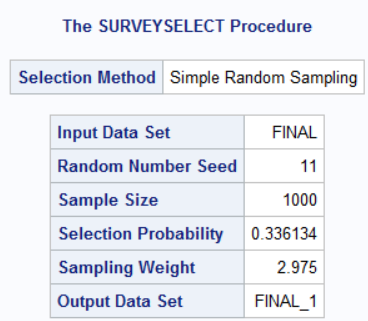 The SURVEYSELECT Procedure
Selection Method Simple Random Sampling
Input Data Set FINAL
Random Number Seed 11
Sample Size 1000
Selection Probability 0.336134
Sampling Weight 2.975
Output Data Set FINAL_1